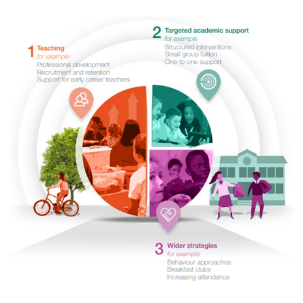 1 Teaching
for example
Professional development
Recruitment and retention
Support for early career teachers
2 Targeted academic support
for example
Structured interventions
Small group tuition
One-to-one support
3 Wider strategies
for example
Behaviour approaches
Breakfast clubs
Increasing attendance